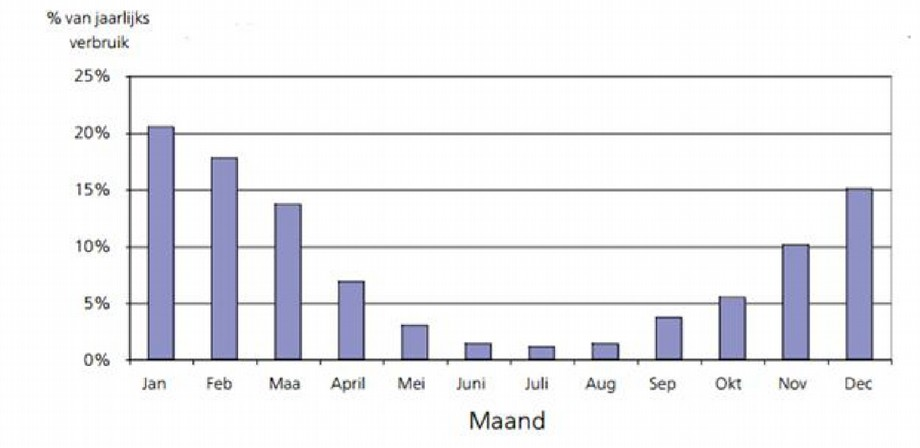 % van jaarlijks
verbruik
25%
20%
15%
10%
5%
0%
Jan Feb Maa April Mei Juni Juli Aug Sep Okt Nov Dec
Maand